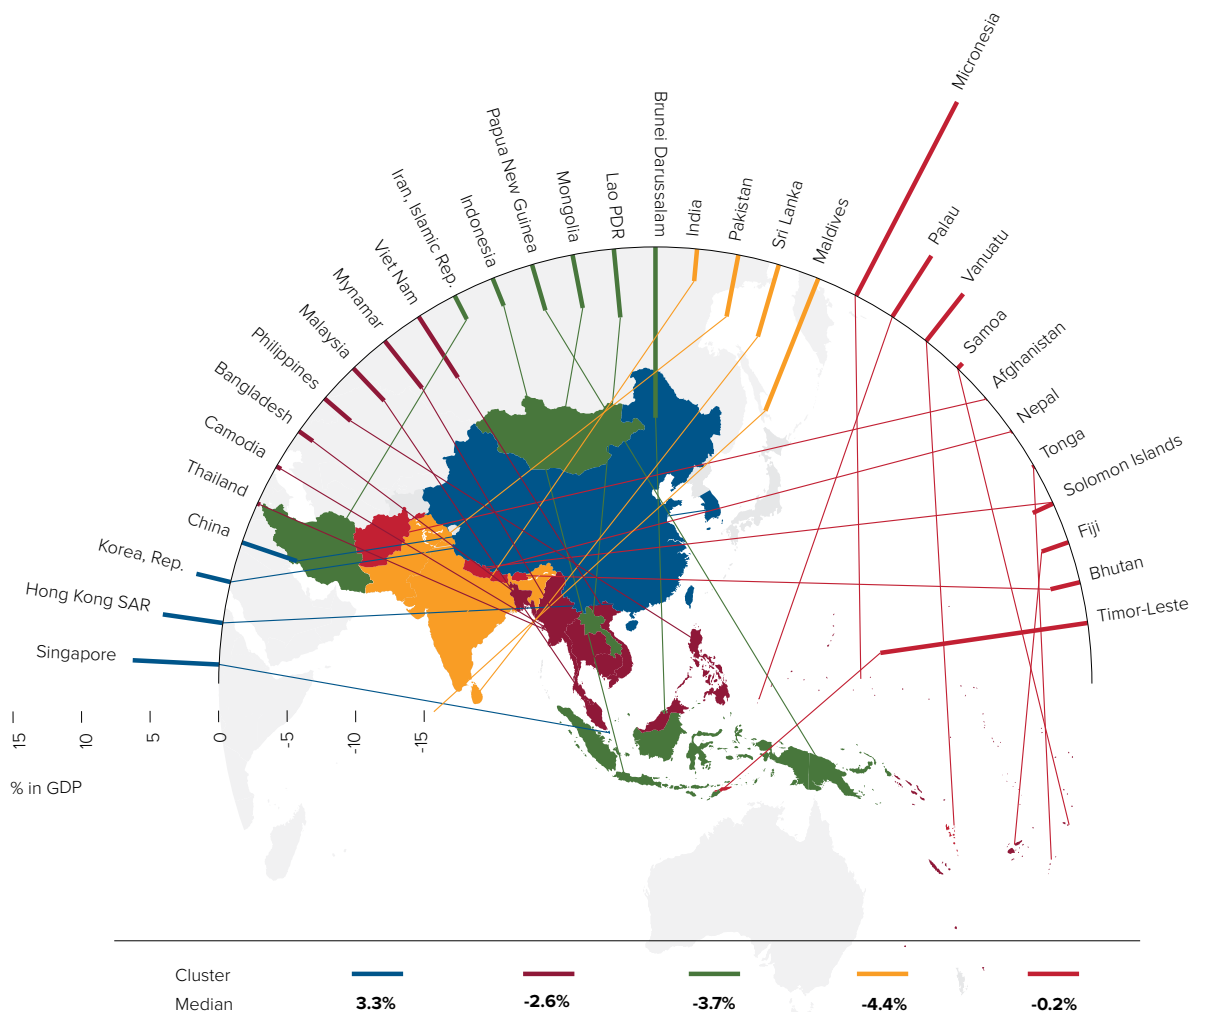 Micronesia
Palau
Vanuatu
Samoa
Afghanistan
Nepal
Tonga
Solomon Islands
Fiji
Bhutan
Timor-Leste
Maldives
Sri Lanka
Pakistan
India
Brunei Darussalam
Lao PDR
Mongolia
Papua New Guinea
Indonesia
Iran, Islamic Rep.
Viet Nam
Mynamar
Malaysia
Philippines
Bangladesh
Camodia
Thailand
China
Korea, Rep.
Hong Kong SAR
Singapore
15 10 5 0 -5 -10 -15
% in GDP
Cluster
Median 3.3% -2.6% -3.7% -4.4% -0.2%